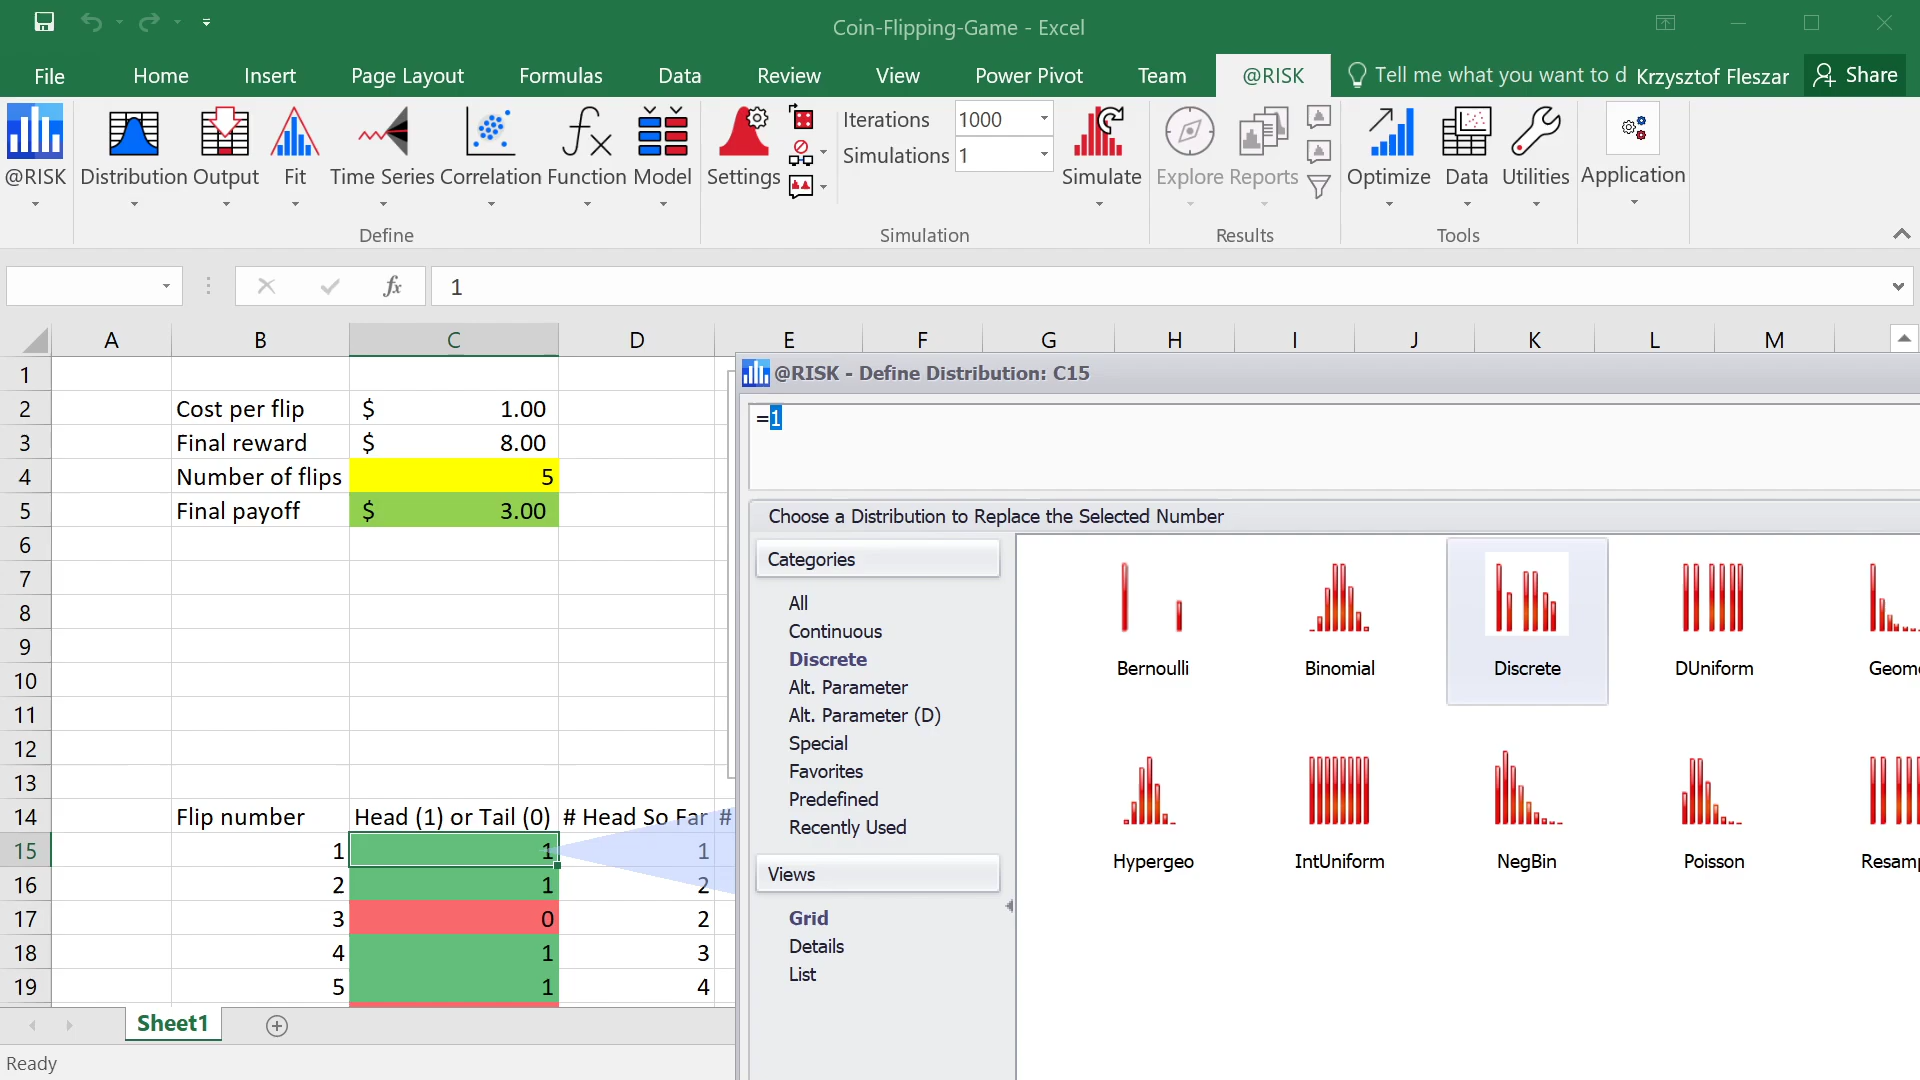 Coin-Flipping-Game - Excel
File Home Insert Page Layout Formulas Data Review View Power Pivot Team @RISK Tell me what you want to d Krzysztof Fleszar Share
Iterations 1000
Simulations 1
@RISK Distribution Output Fit Time Series Correlation Function Model Settings Simulate Explore Reports Optimize Data Utilities Application
Define Simulation Results Tools
fx 1
A B C D E F G H I J K L M
1
2 Cost per flip $ 1.00
3 Final reward $ 8.00
4 Number of flips 5
5 Final payoff $ 3.00
6
7
8
9
10
11
12
13
14 Flip number Head (1) or Tail (0) # Head So Far #
15 1 1 1
16 2 1 2
17 3 0 2
18 4 1 3
19 5 1 4
@RISK - Define Distribution: C15
=1
Choose a Distribution to Replace the Selected Number
Categories
All
Continuous
Discrete
Alt. Parameter
Alt. Parameter (D)
Special
Favorites
Predefined
Recently Used
Views
Grid
Details
List
Bernoulli Binomial Discrete DUniform Geom
Hypergeo IntUniform NegBin Poisson Resamp
Sheet1
Ready